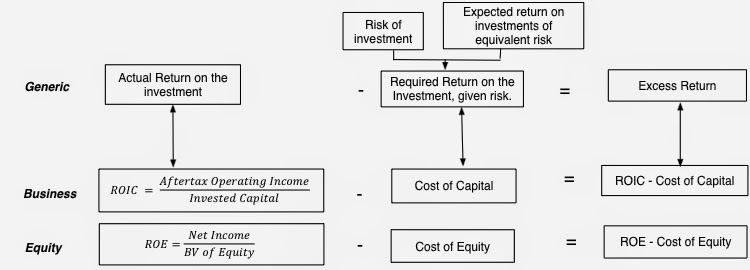 Risk of
investment
Expected return on
investments of
equivalent risk
Generic
Actual Return on the
investment
-
Required Return on the
Investment, given risk.
=
Excess Return
Business
ROIC = Aftertax Operating Income
Invested Capital
-
Cost of Capital
=
ROIC - Cost of Capital
Equity
ROE = Net Income
BV of Equity
-
Cost of Equity
=
ROE - Cost of Equity